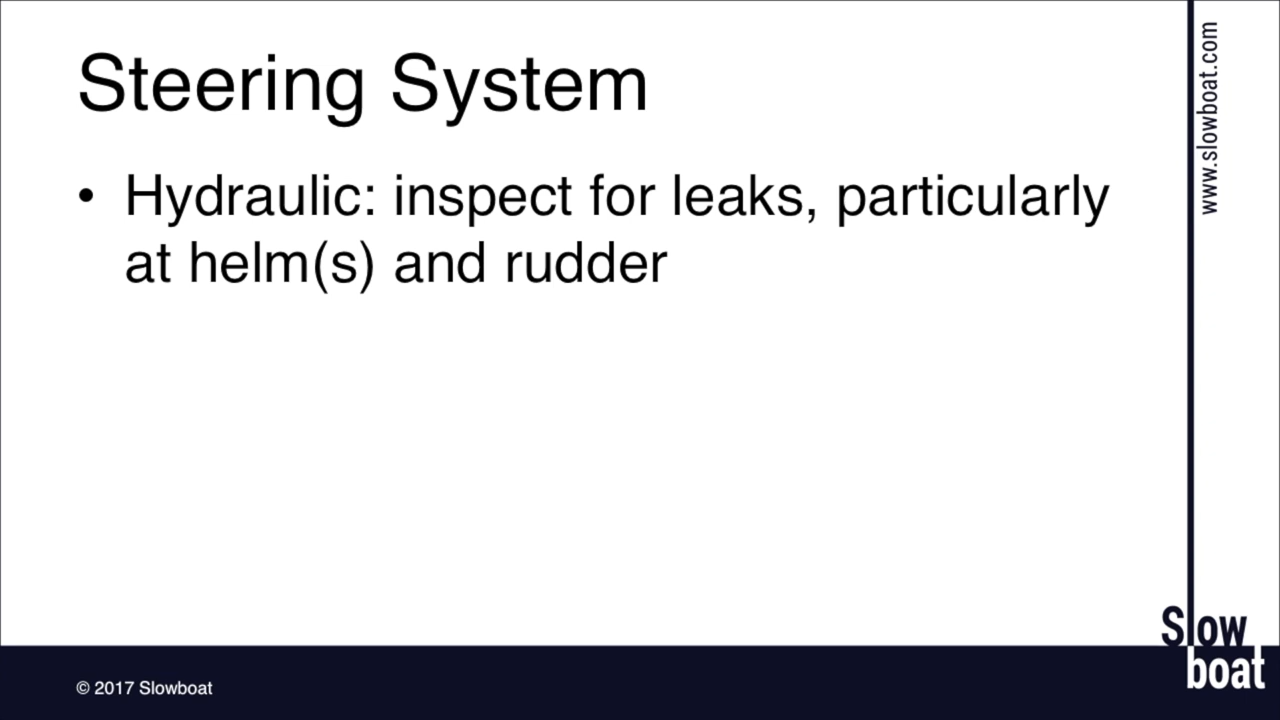 Steering System
• Hydraulic: inspect for leaks, particularly
at helm(s) and rudder
www.slowboat.com
Slow
boat
© 2017 Slowboat